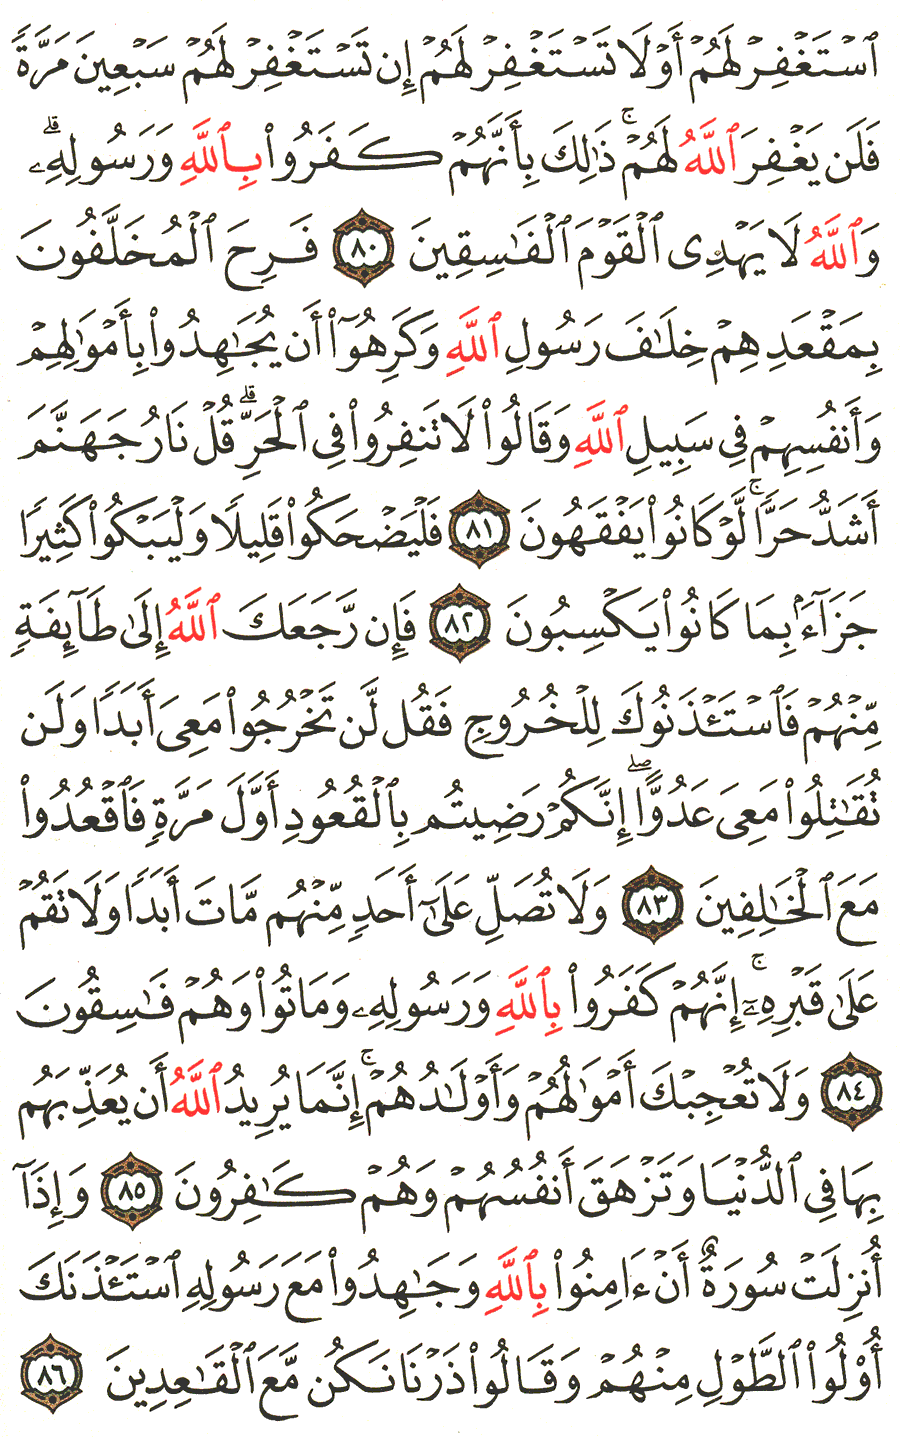 ٱسۡتَغۡفِرۡ لَهُمۡ أَوۡ لَا تَسۡتَغۡفِرۡ لَهُمۡ إِن تَسۡتَغۡفِرۡ لَهُمۡ سَبۡعِينَ مَرَّةٗ
فَلَن يَغۡفِرَ ٱللَّهُ لَهُمۡۚ ذَٰلِكَ بِأَنَّهُمۡ كَفَرُواْ بِٱللَّهِ وَرَسُولِهِۦۗ
وَٱللَّهُ لَا يَهۡدِي ٱلۡقَوۡمَ ٱلۡفَٰسِقِينَ ٨٠ فَرِحَ ٱلۡمُخَلَّفُونَ
بِمَقۡعَدِهِمۡ خِلَٰفَ رَسُولِ ٱللَّهِ وَكَرِهُوٓاْ أَن يُجَٰهِدُواْ بِأَمۡوَٰلِهِمۡ
وَأَنفُسِهِمۡ فِي سَبِيلِ ٱللَّهِ وَقَالُواْ لَا تَنفِرُواْ فِي ٱلۡحَرِّۗ قُلۡ نَارُ جَهَنَّمَ
أَشَدُّ حَرّٗاۚ لَّوۡ كَانُواْ يَفۡقَهُونَ ٨١ فَلۡيَضۡحَكُواْ قَلِيلٗا وَلۡيَبۡكُواْ كَثِيرٗا
جَزَآءَۢ بِمَا كَانُواْ يَكۡسِبُونَ ٨٢ فَإِن رَّجَعَكَ ٱللَّهُ إِلَىٰ طَآئِفَةٖ
مِّنۡهُمۡ فَٱسۡتَـٔۡذَنُوكَ لِلۡخُرُوجِ فَقُل لَّن تَخۡرُجُواْ مَعِيَ أَبَدٗا وَلَن
تُقَٰتِلُواْ مَعِيَ عَدُوًّاۖ إِنَّكُمۡ رَضِيتُم بِٱلۡقُعُودِ أَوَّلَ مَرَّةٖ فَٱقۡعُدُواْ
مَعَ ٱلۡخَٰلِفِينَ ٨٣ وَلَا تُصَلِّ عَلَىٰٓ أَحَدٖ مِّنۡهُم مَّاتَ أَبَدٗا وَلَا تَقُمۡ
عَلَىٰ قَبۡرِهِۦٓۚ إِنَّهُمۡ كَفَرُواْ بِٱللَّهِ وَرَسُولِهِۦ وَمَاتُواْ وَهُمۡ فَٰسِقُونَ
٨٤ وَلَا تُعۡجِبۡكَ أَمۡوَٰلُهُمۡ وَأَوۡلَٰدُهُمۡۚ إِنَّمَا يُرِيدُ ٱللَّهُ أَن يُعَذِّبَهُم
بِهَا فِي ٱلدُّنۡيَا وَتَزۡهَقَ أَنفُسُهُمۡ وَهُمۡ كَٰفِرُونَ ٨٥ وَإِذَآ
أُنزِلَتۡ سُورَةٌ أَنۡ ءَامِنُواْ بِٱللَّهِ وَجَٰهِدُواْ مَعَ رَسُولِهِ ٱسۡتَـٔۡذَنَكَ
أُوْلُواْ ٱلطَّوۡلِ مِنۡهُمۡ وَقَالُواْ ذَرۡنَا نَكُن مَّعَ ٱلۡقَٰعِدِينَ ٨٦